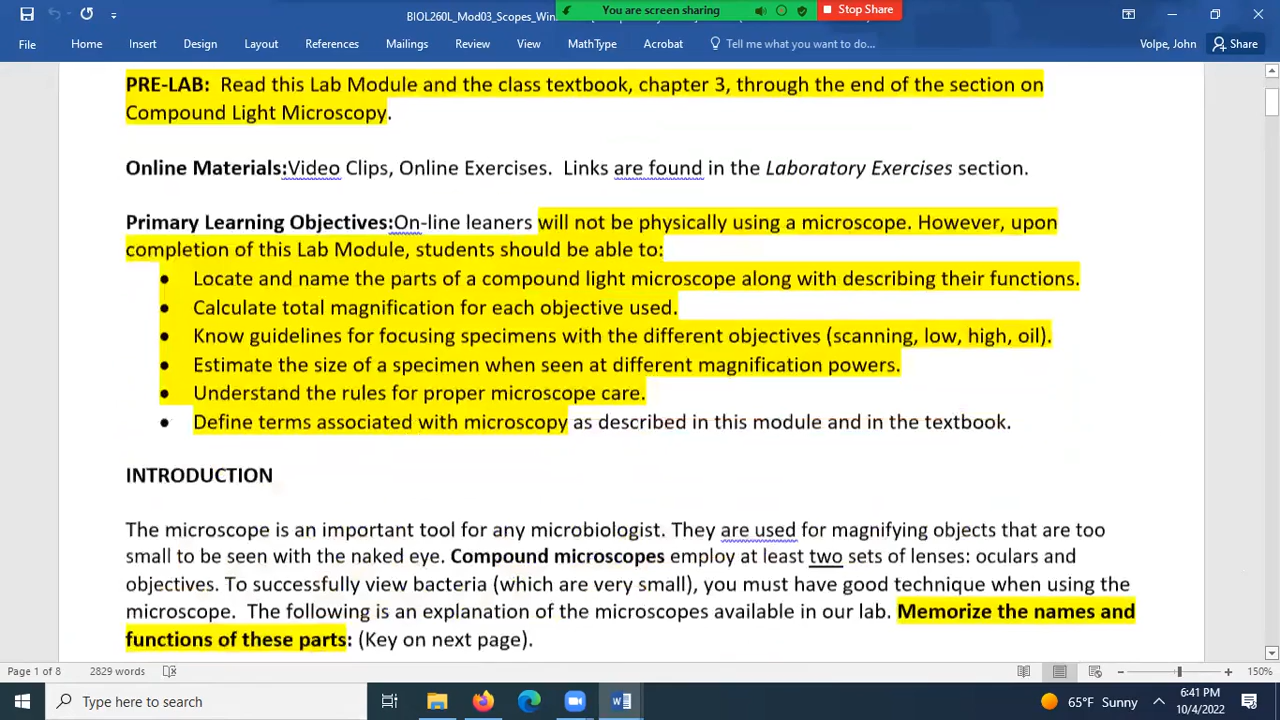 BIOL260L_Mod03_Scopes_Win
You are screen sharing
Stop Share
File Home Insert Design Layout References Mailings Review View MathType Acrobat Tell me what you want to do... Volpe, John Share
PRE-LAB: Read this Lab Module and the class textbook, chapter 3, through the end of the section on
Compound Light Microscopy.
Online Materials:Video Clips, Online Exercises. Links are found in the Laboratory Exercises section.
Primary Learning Objectives:On-line leaners will not be physically using a microscope. However, upon
completion of this Lab Module, students should be able to:
• Locate and name the parts of a compound light microscope along with describing their functions.
• Calculate total magnification for each objective used.
• Know guidelines for focusing specimens with the different objectives (scanning, low, high, oil).
• Estimate the size of a specimen when seen at different magnification powers.
• Understand the rules for proper microscope care.
• Define terms associated with microscopy as described in this module and in the textbook.
INTRODUCTION
The microscope is an important tool for any microbiologist. They are used for magnifying objects that are too
small to be seen with the naked eye. Compound microscopes employ at least two sets of lenses: oculars and
objectives. To successfully view bacteria (which are very small), you must have good technique when using the
microscope. The following is an explanation of the microscopes available in our lab. Memorize the names and
functions of these parts: (Key on next page).
Page 1 of 8 2829 words 150%
Type here to search 65°F Sunny 6:41 PM
10/4/2022